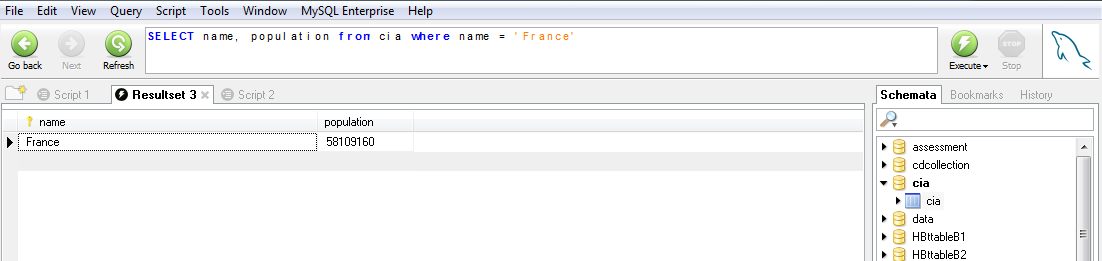 File Edit View Query Script Tools Window MySQL Enterprise Help
SELECT name, population from cia where name = 'France'
Go back Next Refresh Execute Stop
STOP
Script 1 Resultset 3 Script 2
Schemata Bookmarks History
name population
France 58109160
assessment
cdcollection
cia
cia
data
HBttableB1
HBttableB2